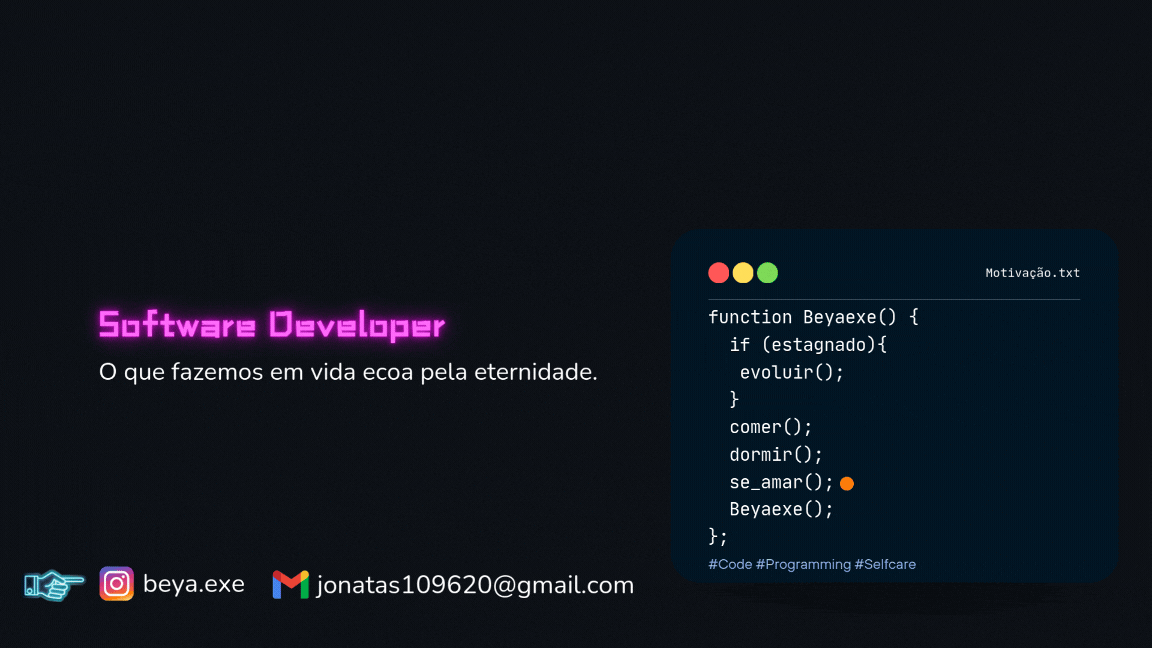 Software Developer
O que fazemos em vida ecoa pela eternidade.
beya.exe
jonatas109620@gmail.com
Motivação.txt
function Beyaexe() {
if (estagnado){
evoluir();
}
comer();
dormir();
se_amar();
Beyaexe();
};
#Code #Programming #Selfcare